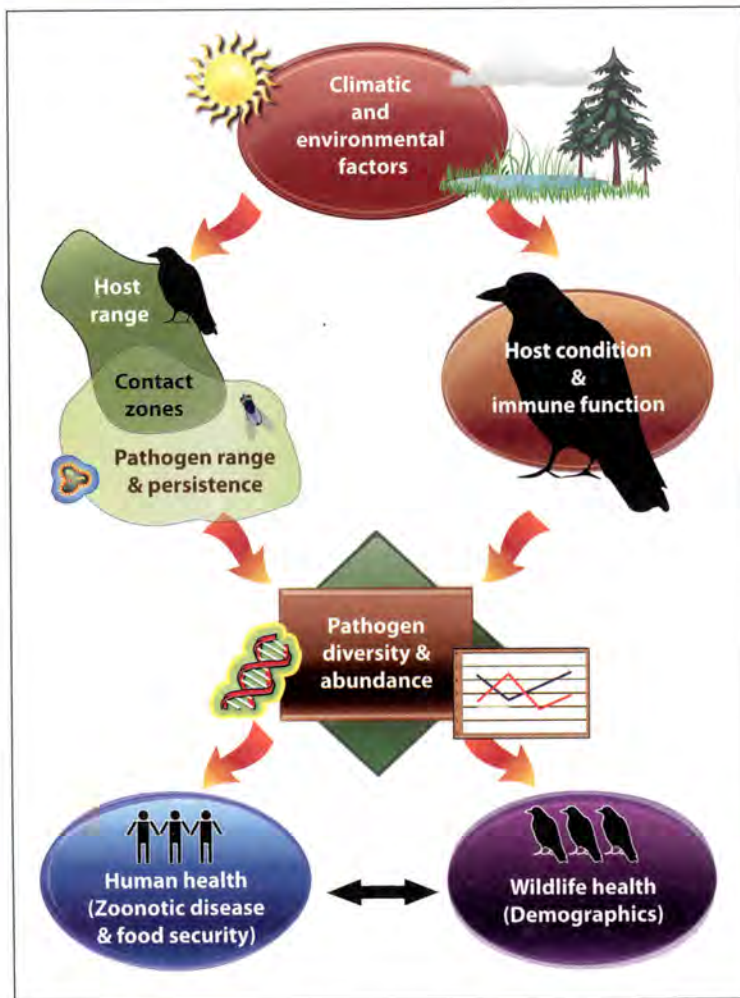 Climatic
and
environmental
factors
Host
range
Contact
zones
Pathogen range
& persistence
Host condition
&
immune function
Pathogen
diversity &
abundance
Human health
(Zoonotic disease
& food security)
Wildlife health
(Demographics)